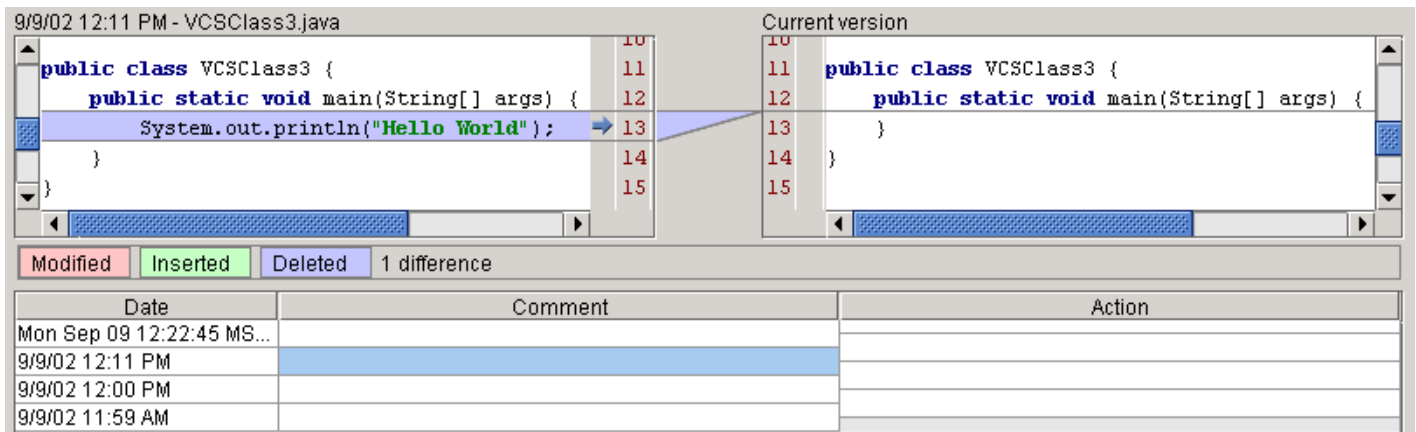 9/9/02 12:11 PM - VCSClass3.java
10
public class VCSClass3 { 11
public static void main(String[] args) { 12
System.out.println("Hello World"); 13
} 14
} 15
Current version
10
11 public class VCSClass3 {
12 public static void main(String[] args) {
13 }
14 }
15
Modified Inserted Deleted 1 difference
Date Comment Action
Mon Sep 09 12:22:45 MS...
9/9/02 12:11 PM
9/9/02 12:00 PM
9/9/02 11:59 AM